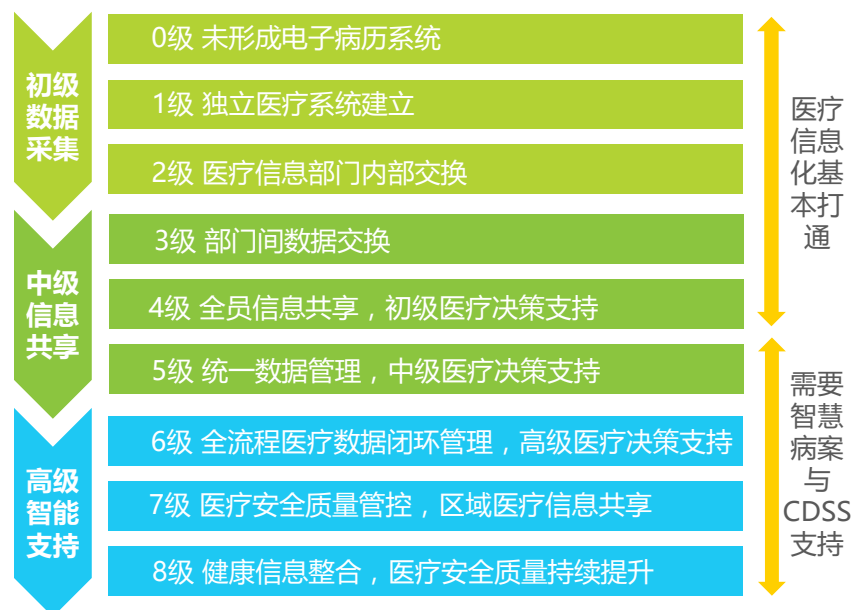 初级
数据
采集
0级 未形成电子病历系统
1级 独立医疗系统建立
2级 医疗信息部门内部交换
中级
信息
共享
3级 部门间数据交换
4级 全员信息共享，初级医疗决策支持
5级 统一数据管理，中级医疗决策支持
高级
智能
支持
6级 全流程医疗数据闭环管理，高级医疗决策支持
7级 医疗安全质量管控，区域医疗信息共享
8级 健康信息整合，医疗安全质量持续提升
医疗
信息
化基
本打
通
需要
智慧
病案
与
CDSS
支持